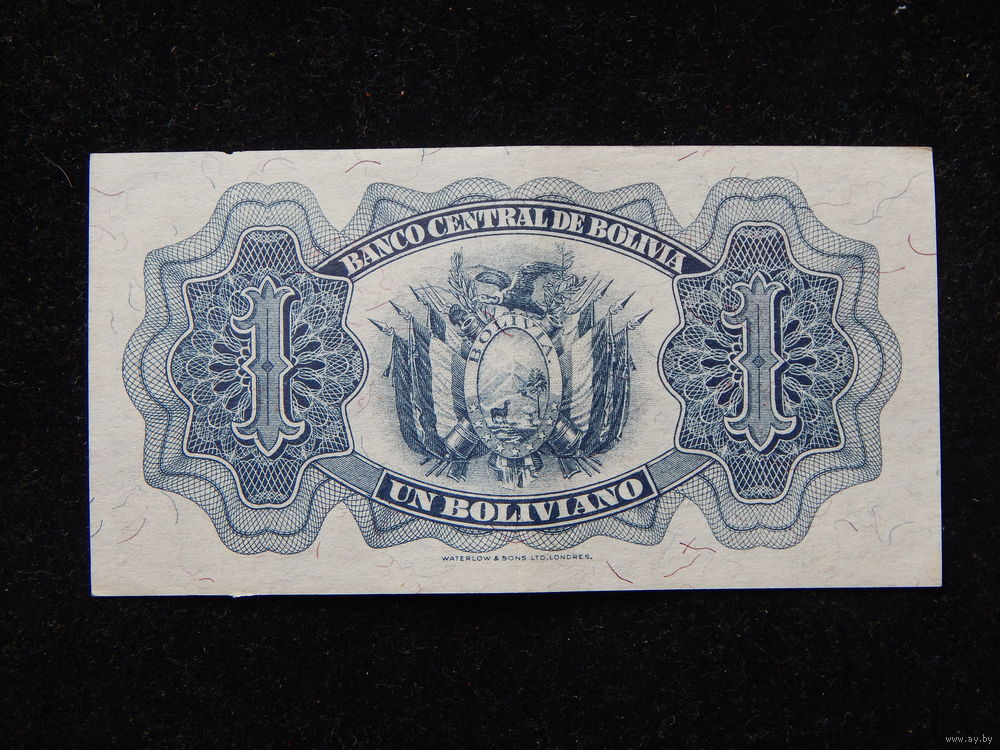 BANCO CENTRAL DE BOLIVIA
1 1
BOLIVIA
UN BOLIVIANO
WATERLOW & SONS LTD. LONDRES.
www.ay.by